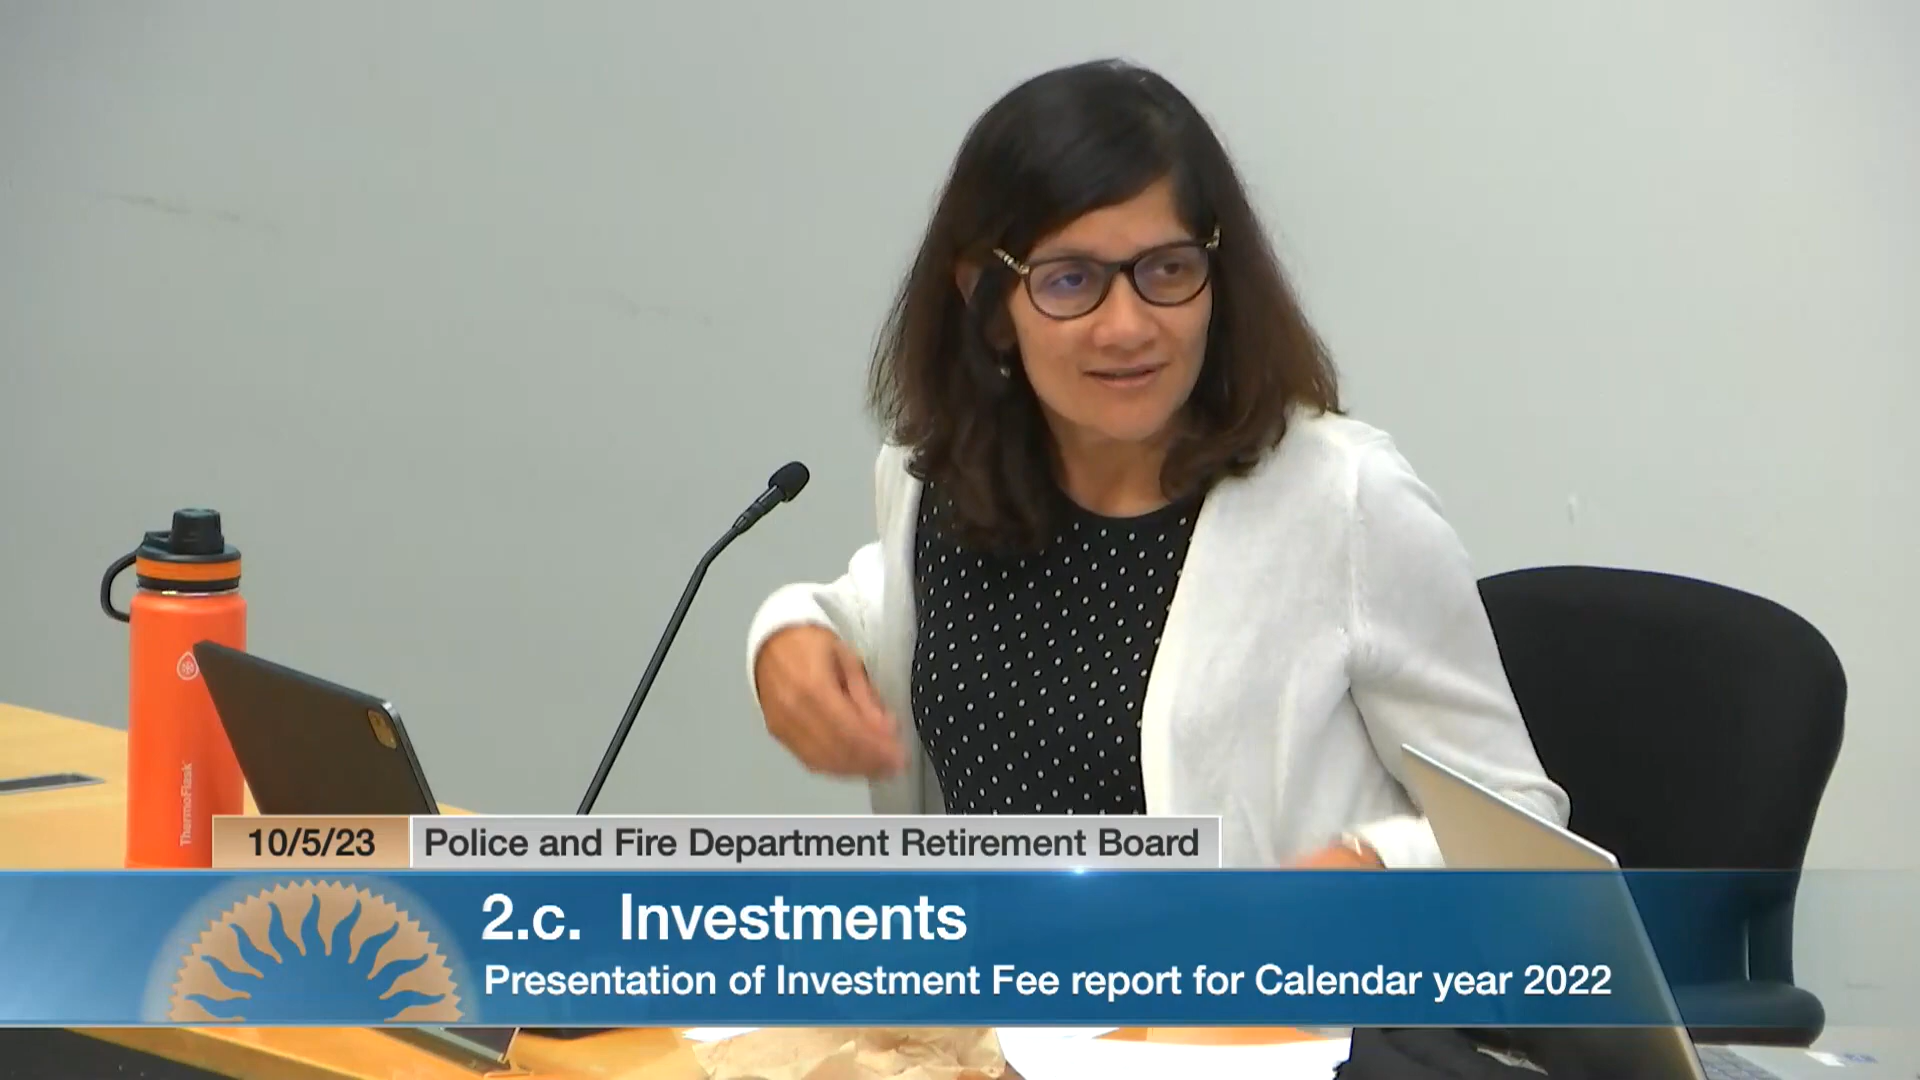 ThermoFlask
10/5/23 Police and Fire Department Retirement Board
2.c. Investments
Presentation of Investment Fee report for Calendar year 2022